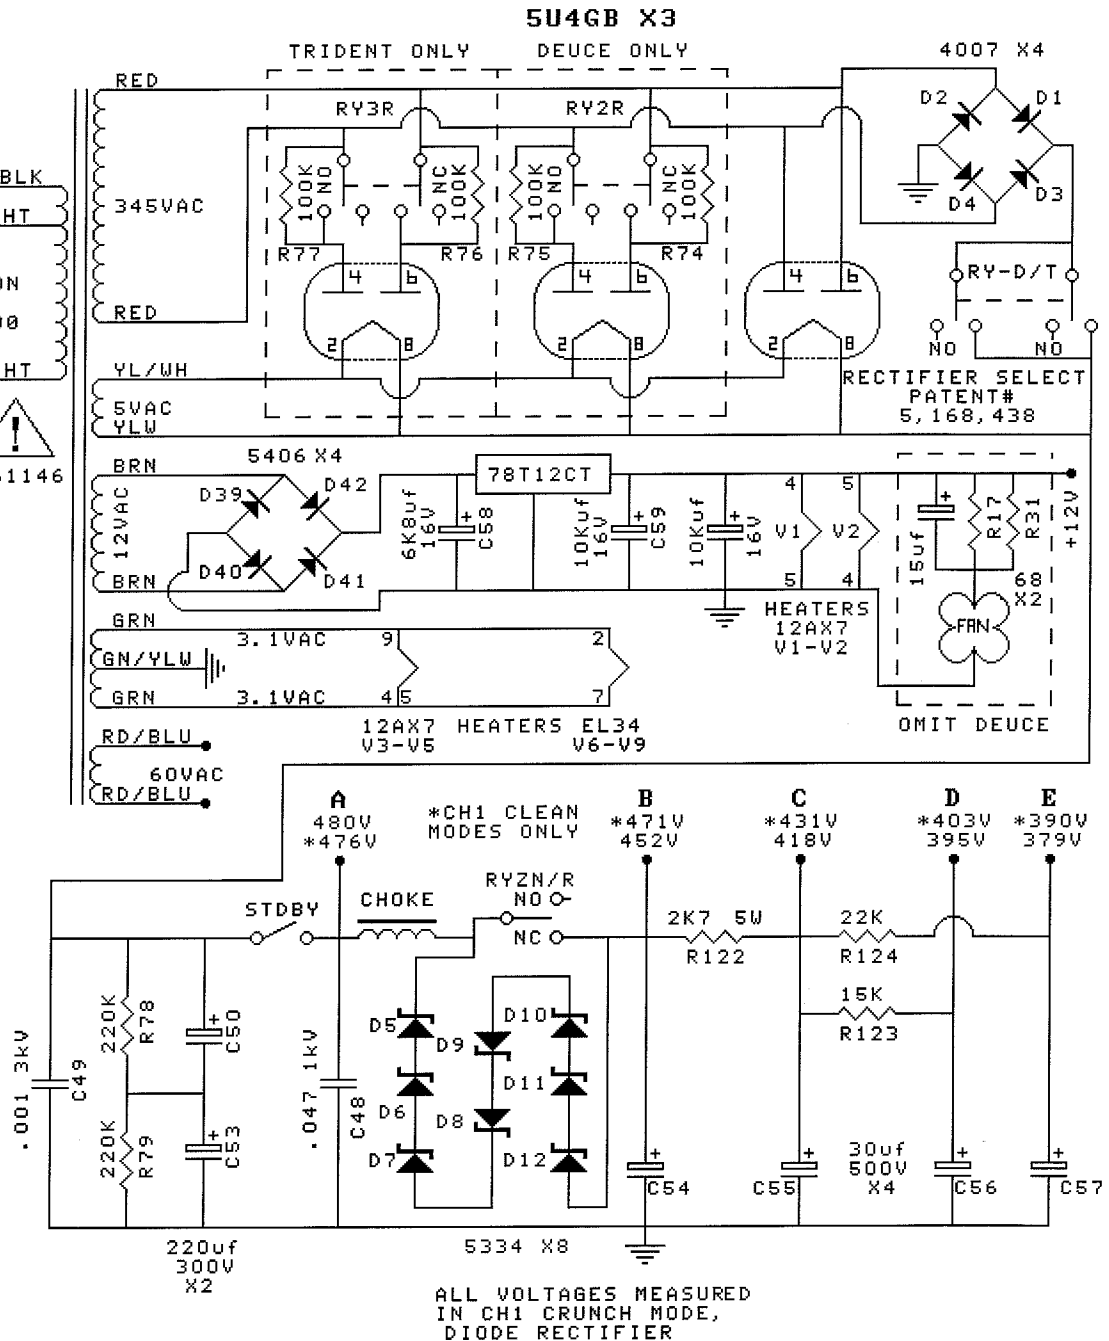 5U4GB X3
TRIDENT ONLY
DEUCE ONLY
4007 X4
RED
RY3R
RY2R
D2
D1
D4
D3
BLK
HT
345VAC
100K
NO
NC
100K
100K
NO
NC
100K
R77
R76
R75
R74
4
6
4
6
4
6
2
8
2
8
2
8
RY-D/T
NO
NO
RED
HT
YL/WH
5VAC
YLW
RECTIFIER SELECT
PATENT#
5,168,438
!
61146
5406 X4
BRN
D39
D42
D40
D41
12VAC
BRN
6K8uf
16V
+
C58
78T12CT
10Kuf
16V
+
C59
10Kuf
+
16V
4
5
V1
V2
5
4
HEATERS
12AX7
V1-V2
+
15uf
R17
R31
68
X2
+12V
FAN
OMIT DEUCE
GRN
3.1VAC
9
2
GN/YLW
GRN
3.1VAC
4
5
7
12AX7 HEATERS EL34
V3-V5
V6-V9
RD/BLU
60VAC
RD/BLU
A
480V
*476V
*CH1 CLEAN
MODES ONLY
B
*471V
452V
C
*431V
418V
D
*403V
395V
E
*390V
379V
STDBY
CHOKE
RYZN/R
NO
NC
2K7 5W
R122
22K
R124
15K
R123
.001 3kV
C49
220K
R78
+
C50
220K
R79
+
C53
.047 1kV
C48
D5
D6
D7
D9
D8
D10
D11
D12
+
C54
+
C55
30uf
500V
X4
+
C56
+
C57
220uf
300V
X2
5334 X8
ALL VOLTAGES MEASURED
IN CH1 CRUNCH MODE,
DIODE RECTIFIER